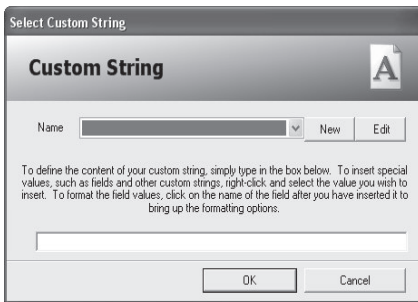 Select Custom String
Custom String
A
Name
New
Edit
To define the content of your custom string, simply type in the box below. To insert special
values, such as fields and other custom strings, right-click and select the value you wish to
insert. To format the field values, click on the name of the field after you have inserted it to
bring up the formatting options.
OK
Cancel